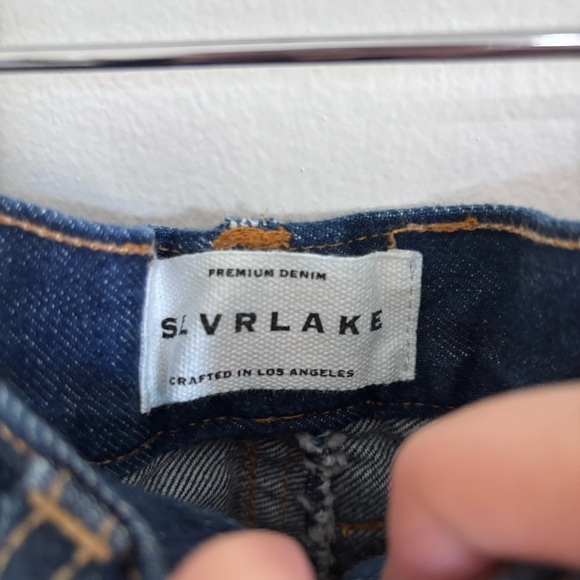 PREMIUM DENIM
SLVRLAKE
CRAFTED IN LOS ANGELES